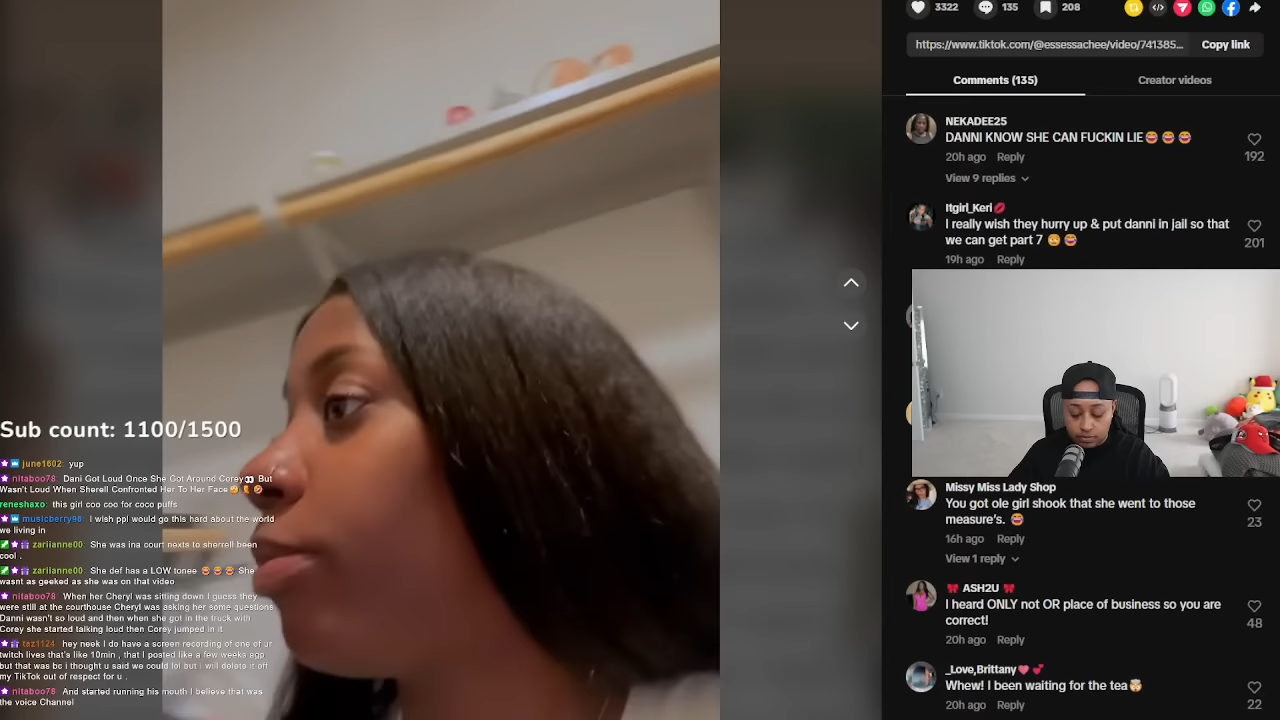 3322
135
208
https://www.tiktok.com/@essessachee/video/741385...
Copy link
Comments (135)
Creator videos
NEKADEE25
DANNI KNOW SHE CAN FUCKIN LIE😂😂😂
192
20h ago Reply
View 9 replies
Itgirl_Keri💋
I really wish they hurry up & put danni in jail so that
we can get part 7 😩😂
201
19h ago Reply
Missy Miss Lady Shop
You got ole girl shook that she went to those
measure's. 😂
23
16h ago Reply
View 1 reply
🎀 ASH2U 🎀
I heard ONLY not OR place of business so you are
correct!
48
20h ago Reply
_Love,Brittany💗💕
Whew! I been waiting for the tea🤯
22
20h ago Reply
Sub count: 1100/1500
june1602: yup
nitaboo78: Dani Got Loud Once She Got Around Corey👀 But
Wasn't Loud When Sherell Confronted Her To Her Face
reneshaxo: this girl coo coo for coco puffs
musicberry96: I wish ppl would go this hard about the world
we living in
zarilanne00: She was ina court nexts to sherrell been
cool .
zarilanne00: She def has a LOW tonee 😂😂😂 She
wasnt as geeked as she was on that video
nitaboo78: When her Cheryl was sitting down I guess they
were still at the courthouse Cheryl was asking her some questions
Danni wasn't so loud and then when she got in the truck with
Corey she started talking loud then Corey jumped in it
taz1124: hey neek I do have a screen recording of one of ur
twitch lives that's like 10min , that I posted like a few weeks ago
but that was bc i thought u said we could lol but i will delete it off
my TikTok out of respect for u .
nitaboo78: And started running his mouth I believe that was
the voice Channel